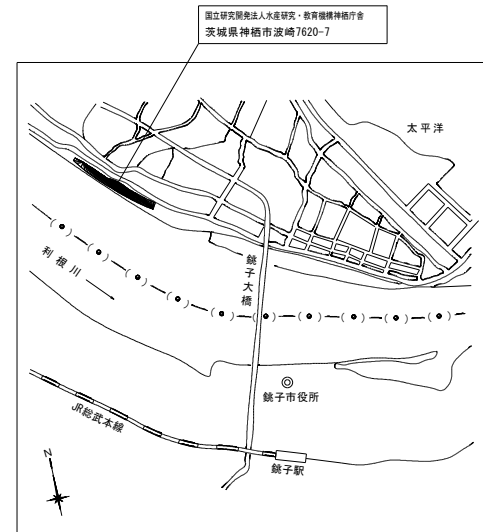 国立研究開発法人水産研究・教育機構神栖庁舎
茨城県神栖市波崎7620-7
太平洋
利根川
銚子大橋
銚子市役所
JR総武本線
銚子駅
N